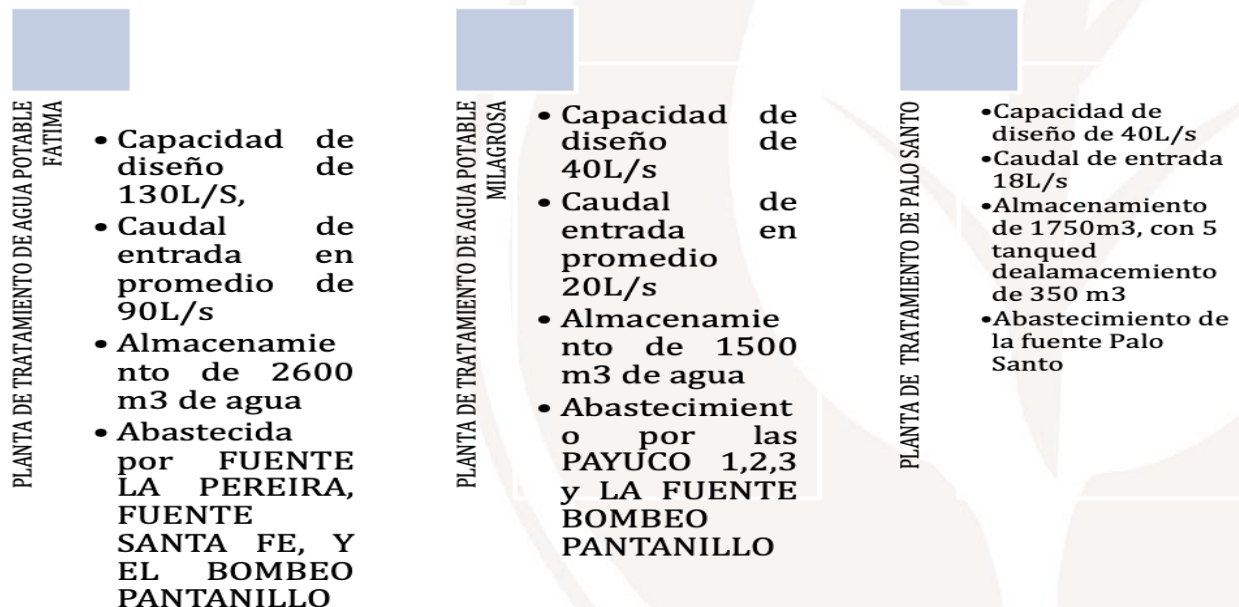 PLANTA DE TRATAMIENTO DE AGUA POTABLE
FATIMA
• Capacidad de
diseño de
130L/S,
• Caudal de
entrada en
promedio de
90L/s
• Almacenamie
nto de 2600
m3 de agua
• Abastecida
por FUENTE
LA PEREIRA,
FUENTE
SANTA FE, Y
EL BOMBEO
PANTANILLO
PLANTA DE TRATAMIENTO DE AGUA POTABLE
MILAGROSA
• Capacidad de
diseño de
40L/s
• Caudal de
entrada en
promedio
20L/s
• Almacenamie
nto de 1500
m3 de agua
• Abastecimient
o por las
PAYUCO 1,2,3
y LA FUENTE
BOMBEO
PANTANILLO
PLANTA DE TRATAMIENTO DE PALO SANTO
•Capacidad de
diseño de 40L/s
•Caudal de entrada
18L/s
•Almacenamiento
de 1750m3, con 5
tanqued
dealamacemiento
de 350 m3
•Abastecimiento de
la fuente Palo
Santo